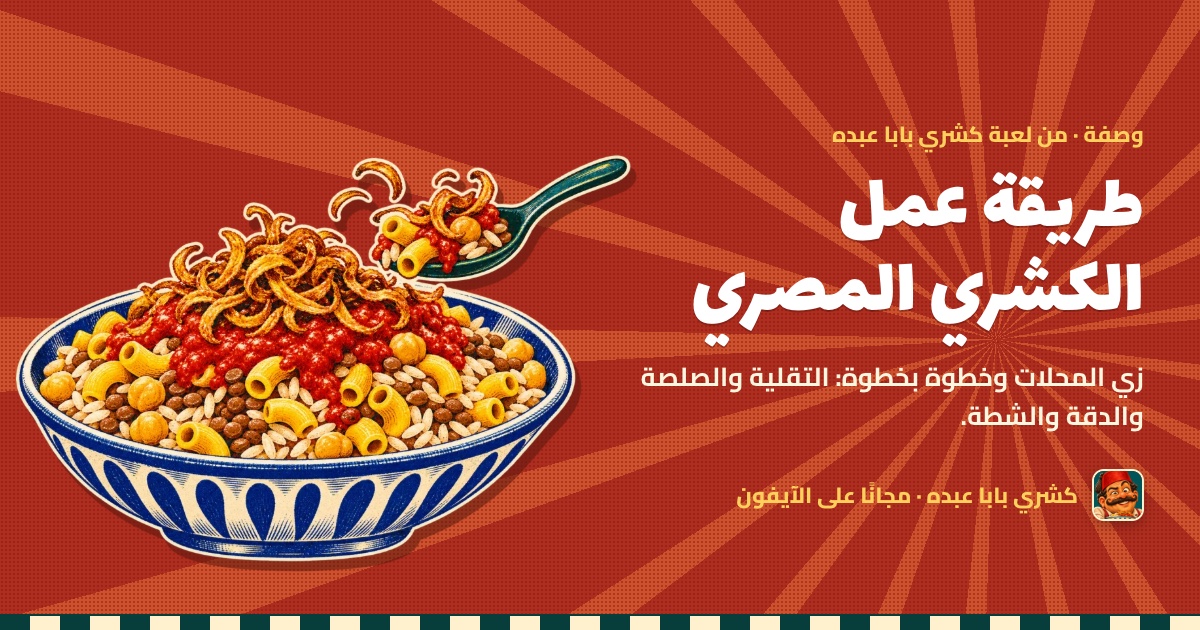 وصفة · من لعبة كشري بابا عبده
طريقة عمل
الكشري المصري
زي المحلات وخطوة بخطوة: التقلية والصلصة
والدقة والشطة.
كشري بابا عبده · مجانًا على الآيفون